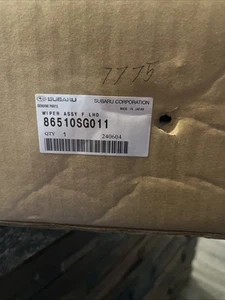 7775
SUBARU SUBARU CORPORATION
GENUINE PARTS MADE IN JAPAN
WIPER ASSY F LHD
86510SG011
QTY 1 240604